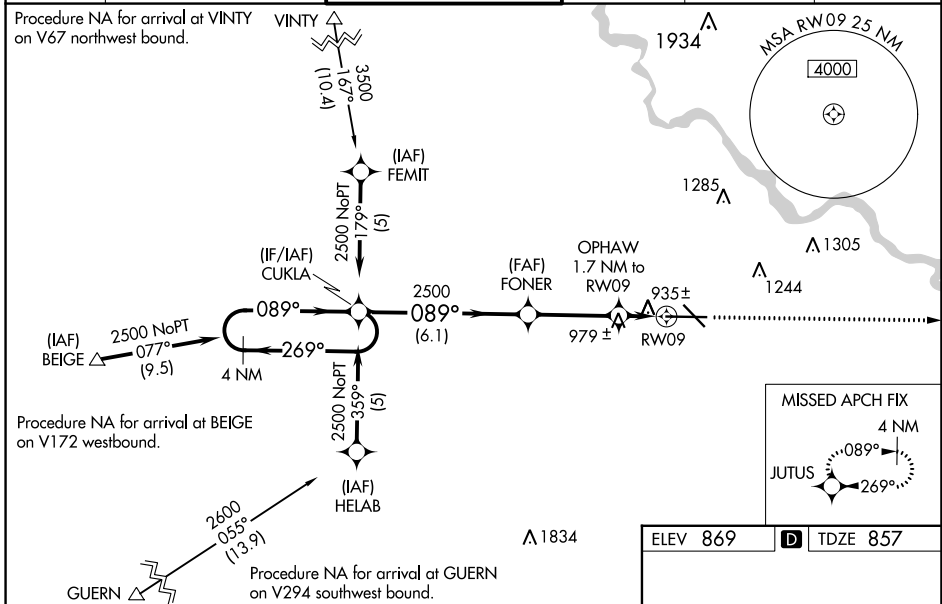 Procedure NA for arrival at VINTY
on V67 northwest bound.
VINTY
3500
167°
(10.4)
1934
MSA RW09 25 NM
4000
(IAF)
FEMIT
2500 NoPT
179°
(5)
1285
1305
1244
(IF/IAF)
CUKLA
OPHAW
1.7 NM to
RW09
(FAF)
FONER
2500
089°
(6.1)
935±
979±
RW09
089°
269°
4 NM
(IAF)
BEIGE
2500 NoPT
077°
(9.5)
2500 NoPT
359°
(5)
Procedure NA for arrival at BEIGE
on V172 westbound.
(IAF)
HELAB
MISSED APCH FIX
4 NM
089°
JUTUS
269°
2600
055°
(13.9)
1834
ELEV 869
D
TDZE 857
GUERN
Procedure NA for arrival at GUERN
on V294 southwest bound.